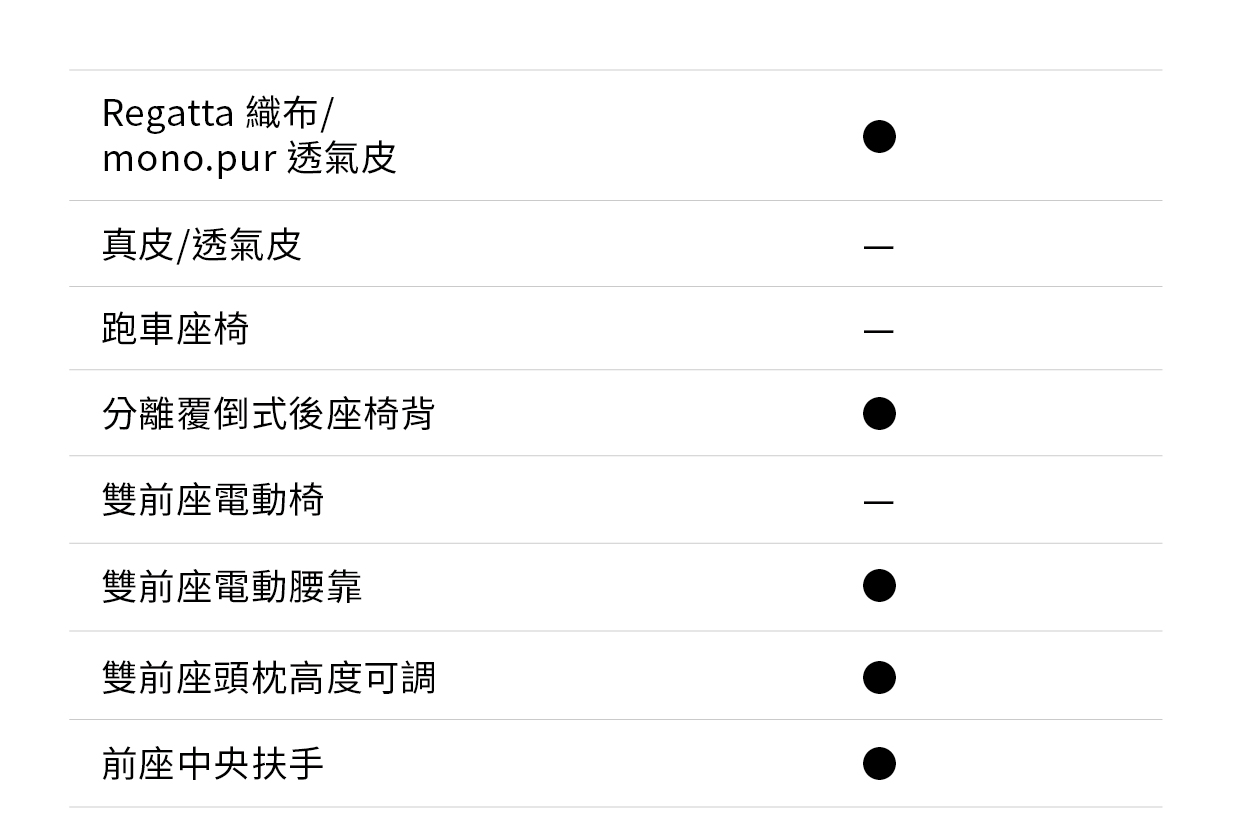 Regatta 織布/
mono.pur 透氣皮
●
真皮/透氣皮
—
跑車座椅
—
分離覆倒式後座椅背
●
雙前座電動椅
—
雙前座電動腰靠
●
雙前座頭枕高度可調
●
前座中央扶手
●